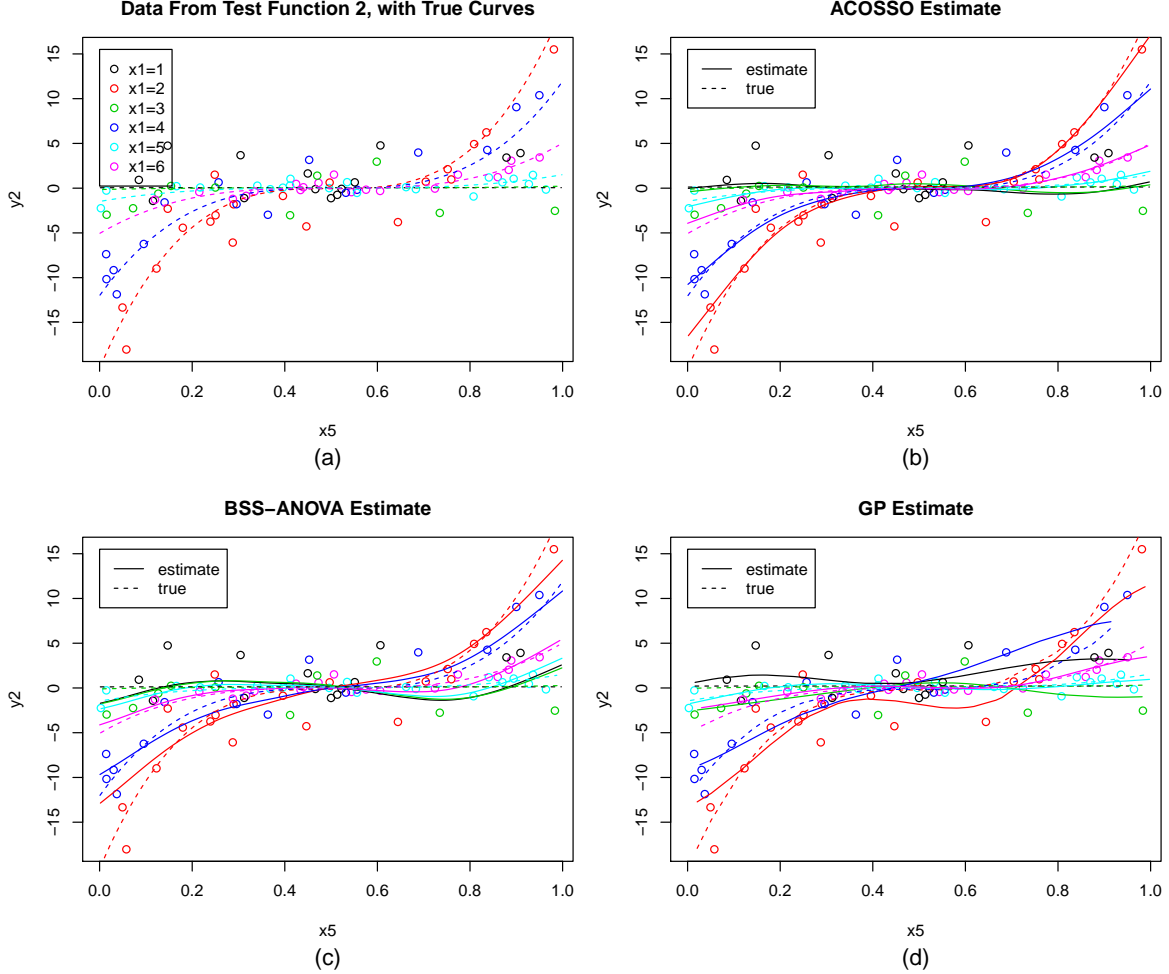 Data From Test Function 2, with True Curves
15
10
5
0
−5
−10
−15
y2
x1=1
x1=2
x1=3
x1=4
x1=5
x1=6
0.0 0.2 0.4 0.6 0.8 1.0
x5
(a)
ACOSSO Estimate
15
10
5
0
−5
−10
−15
y2
estimate
true
0.0 0.2 0.4 0.6 0.8 1.0
x5
(b)
BSS−ANOVA Estimate
15
10
5
0
−5
−10
−15
y2
estimate
true
0.0 0.2 0.4 0.6 0.8 1.0
x5
(c)
GP Estimate
15
10
5
0
−5
−10
−15
y2
estimate
true
0.0 0.2 0.4 0.6 0.8 1.0
x5
(d)